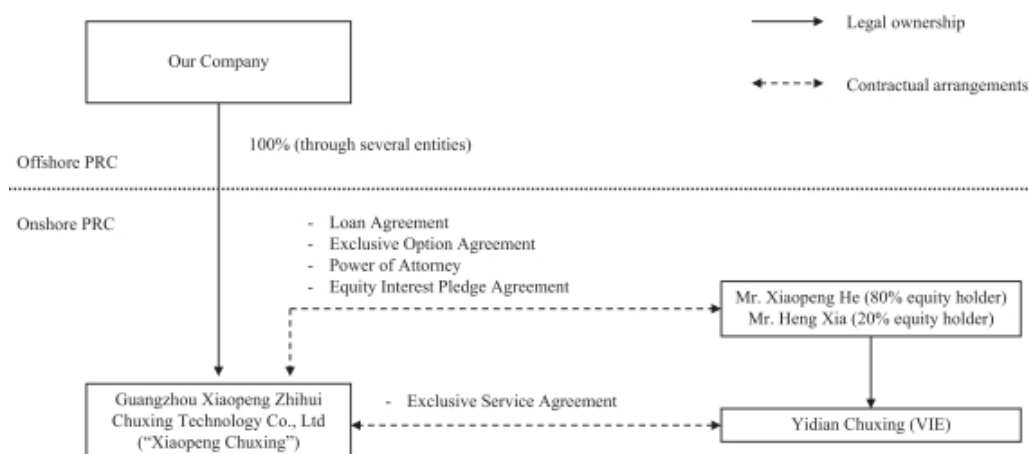 Our Company
Legal ownership
Contractual arrangements
100% (through several entities)
Offshore PRC
Onshore PRC
- Loan Agreement
- Exclusive Option Agreement
- Power of Attorney
- Equity Interest Pledge Agreement
Mr. Xiaopeng He (80% equity holder)
Mr. Heng Xia (20% equity holder)
Guangzhou Xiaopeng Zhihui
Chuxing Technology Co., Ltd
(“Xiaopeng Chuxing”)
- Exclusive Service Agreement
Yidian Chuxing (VIE)